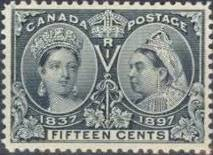 CANADA POSTAGE
V R
1837 1897
FIFTEEN CENTS